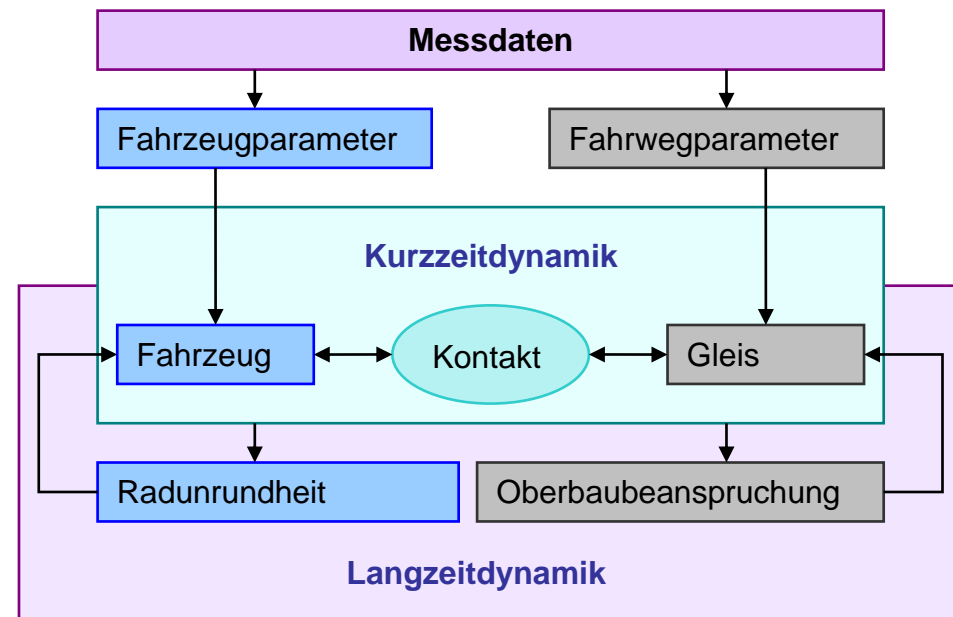 Messdaten
Fahrzeugparameter
Fahrwegparameter
Kurzzeitdynamik
Fahrzeug
Kontakt
Gleis
Radunrundheit
Oberbaubeanspruchung
Langzeitdynamik